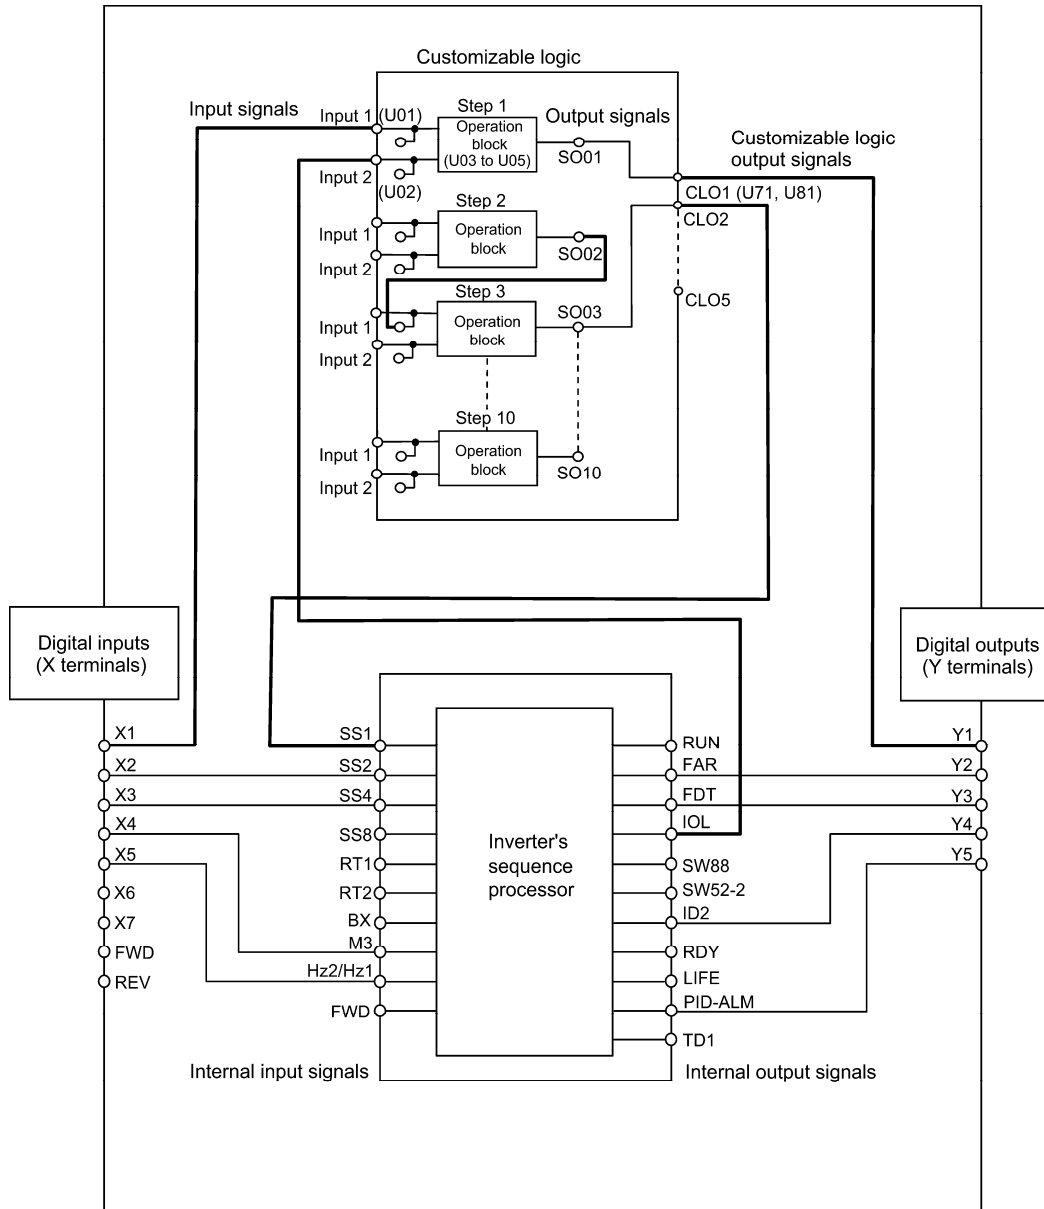 Customizable logic
Input signals
Input 1 (U01)
Step 1
Operation
block
(U03 to U05)
Output signals
SO01
Input 2
(U02)
Customizable logic
output signals
CLO1 (U71, U81)
CLO2
CLO5
Step 2
Input 1
Operation
block
SO02
Input 2
Step 3
Input 1
Operation
block
SO03
Input 2
Step 10
Input 1
Operation
block
SO10
Input 2
Digital inputs
(X terminals)
Digital outputs
(Y terminals)
X1
X2
X3
X4
X5
X6
X7
FWD
REV
SS1
SS2
SS4
SS8
RT1
RT2
BX
M3
Hz2/Hz1
FWD
Inverter's
sequence
processor
RUN
FAR
FDT
IOL
SW88
SW52-2
ID2
RDY
LIFE
PID-ALM
TD1
Y1
Y2
Y3
Y4
Y5
Internal input signals
Internal output signals